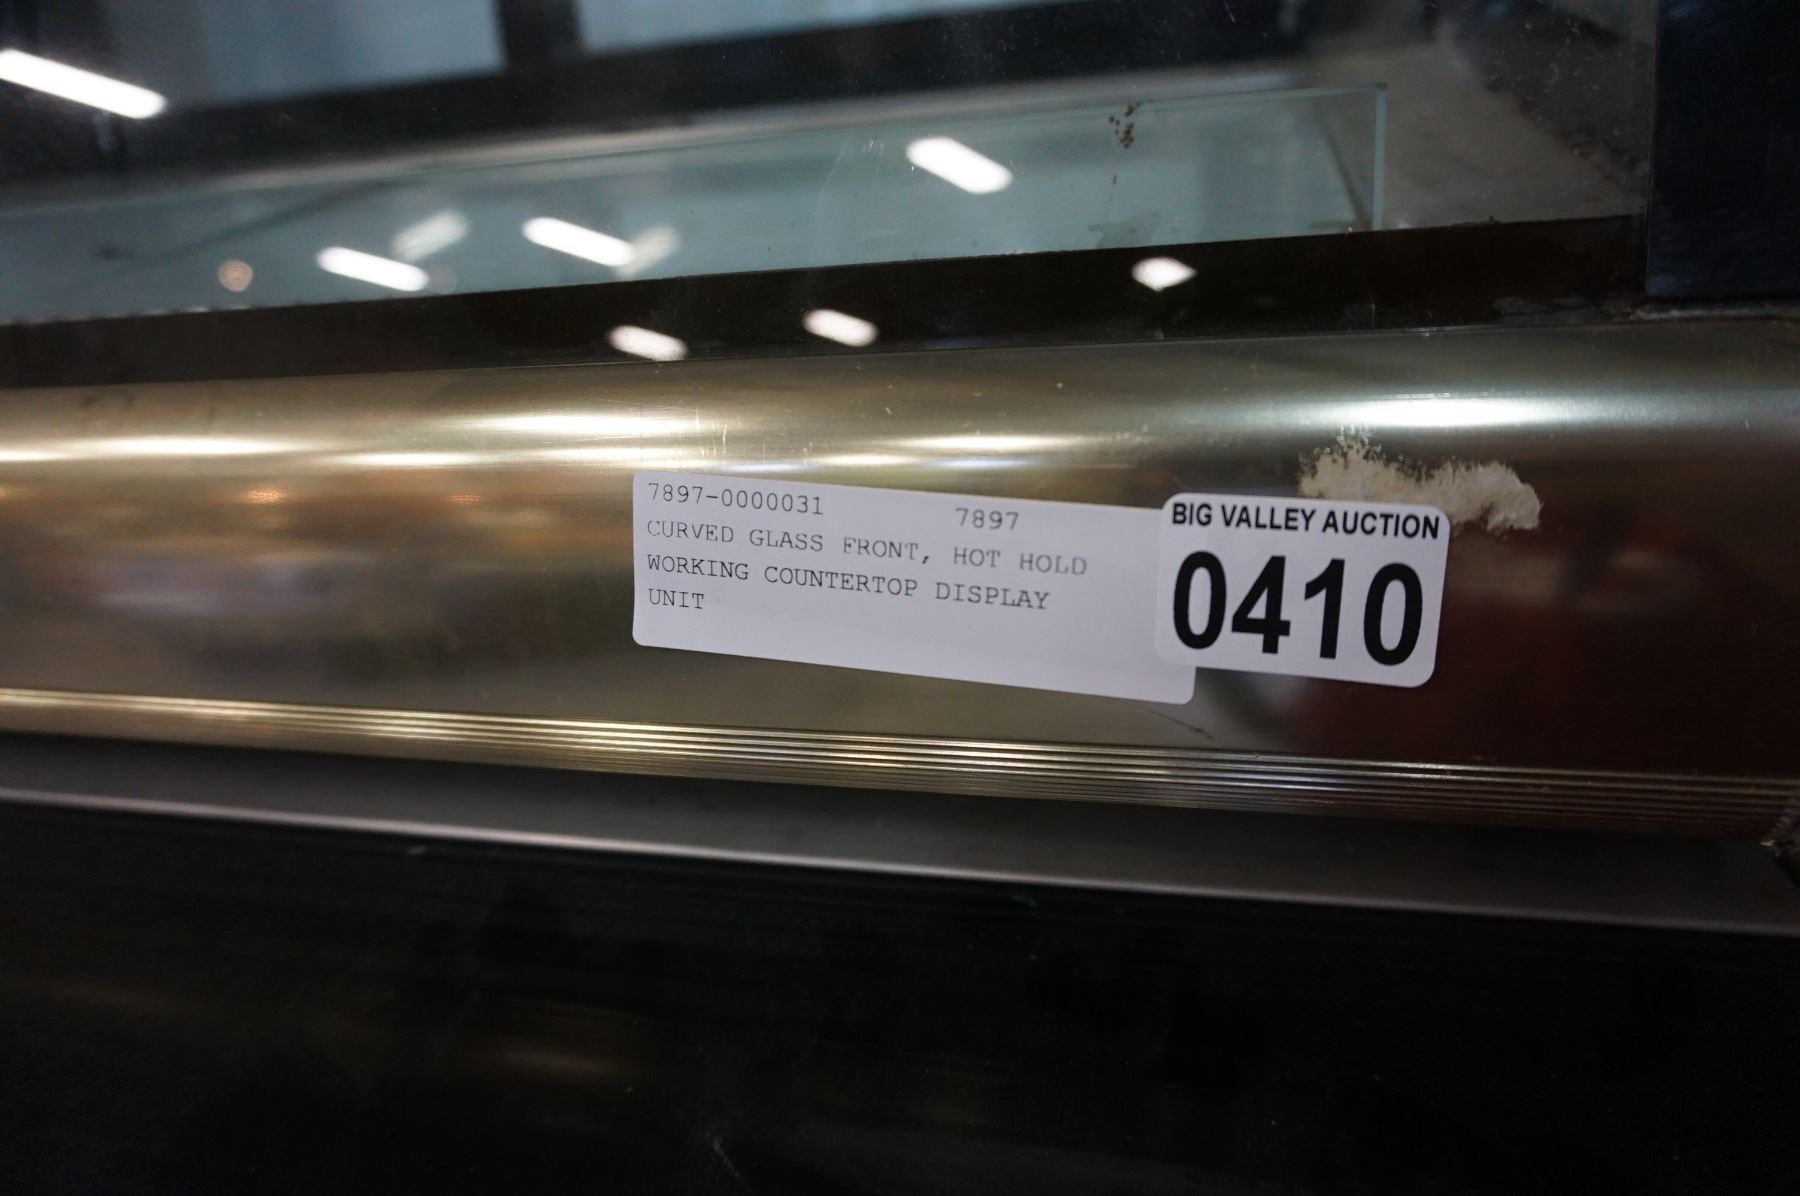 7897-0000031 7897
CURVED GLASS FRONT, HOT HOLD
WORKING COUNTERTOP DISPLAY
UNIT
BIG VALLEY AUCTION
0410